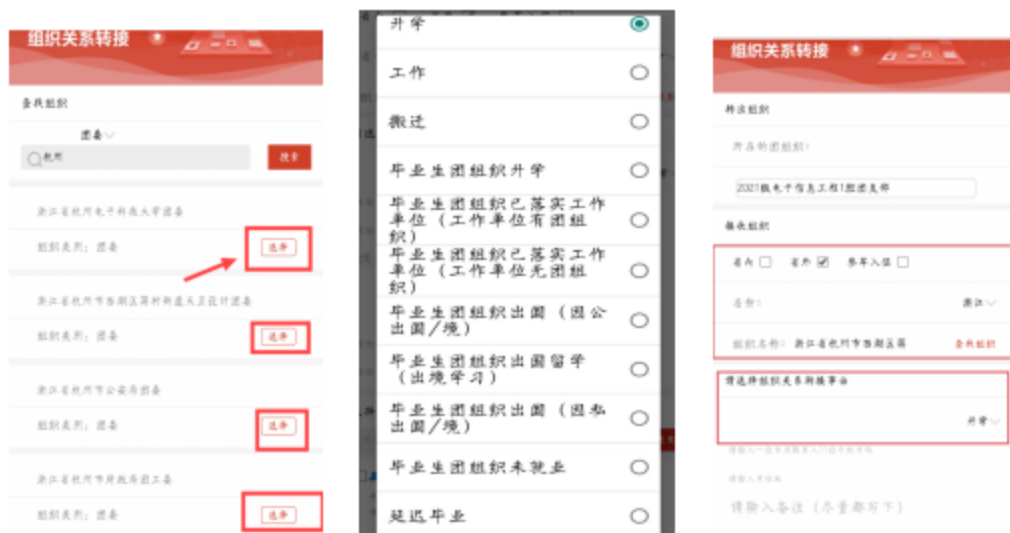 组织关系转接
查找组织
团委
杭州
搜索
浙江省杭州电子科技大学团委
组织类别：团委
选择
浙江省杭州市西湖区蒋村街道天正设计团委
组织类别：团委
选择
浙江省杭州市公安局团委
组织类别：团委
选择
浙江省杭州市财政局团工委
组织类别：团委
选择
升学
工作
搬迁
毕业生团组织升学
毕业生团组织已落实工作
单位（工作单位有团组
织）
毕业生团组织已落实工作
单位（工作单位无团组
织）
毕业生团组织出国（因公
出国/境）
毕业生团组织出国留学
（出境学习）
毕业生团组织出国（因私
出国/境）
毕业生团组织未就业
延迟毕业
组织关系转接
转出组织
所在的团组织：
2021级电子信息工程1班团支部
接收组织
省内 省外 参军入伍
省份：
浙江
组织名称：浙江省杭州市西湖区蒋
查找组织
请选择组织关系转接事由
升学
请输入备注（尽量都写下）